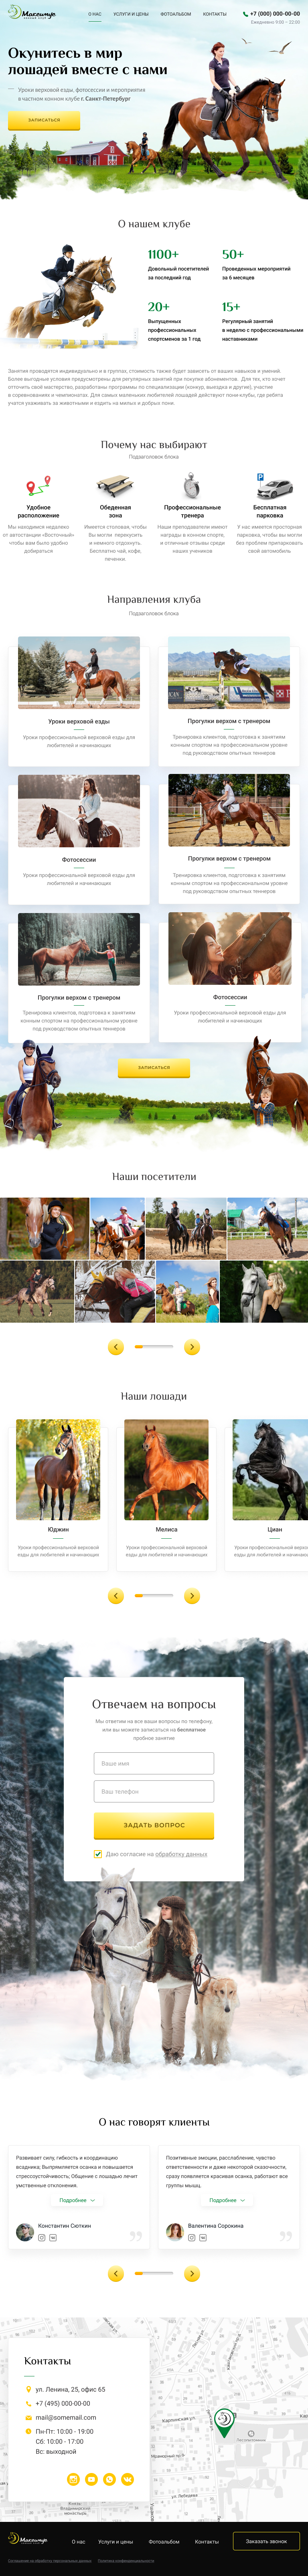 Максимус
О НАС
УСЛУГИ И ЦЕНЫ
ФОТОАЛЬБОМ
КОНТАКТЫ
+7 (000) 000-00-00
Ежедневно 9:00 – 22:00
Окунитесь в мир
лошадей вместе с нами
Уроки верховой езды, фотосессии и мероприятия
в частном конном клубе г. Санкт-Петербург
ЗАПИСАТЬСЯ
О нашем клубе
1100+
Довольный посетителей
за последний год
50+
Проведенных мероприятий
за 6 месяцев
20+
Выпущенных
профессиональных
спортсменов за 1 год
15+
Регулярный занятий
в неделю с профессиональными
наставниками
Занятия проводятся индивидуально и в группах, стоимость также будет зависеть от ваших навыков и умений.
Более выгодные условия предусмотрены для регулярных занятий при покупке абонементов. Для тех, кто хочет
отточить свое мастерство, разработаны программы по специализации (конкур, выездка и другие), участие
в соревнованиях и чемпионатах. Для самых маленьких любителей лошадей действует пони-клубы, где ребята
учатся ухаживать за животными и ездить на милых и добрых пони.
Почему нас выбирают
Подзаголовок блока
Удобное
расположение
Мы находимся недалеко
от автостанции «Восточный»
чтобы вам было удобно
добираться
Обеденная
зона
Имеется столовая, чтобы
Вы могли перекусить
и немного отдохнуть.
Бесплатно чай, кофе,
печенки.
Профессиональные
тренера
Наши преподаватели имеют
награды в конном спорте,
и отличные отзывы среди
наших учеников
Бесплатная
парковка
У нас имеется простоная
парковка, чтобы вы могли
без проблем припарковать
свой автомобиль
Направления клуба
Подзаголовок блока
Уроки верховой езды
Уроки профессиональной верховой езды для
любителей и начинающих
Прогулки верхом с тренером
Тренировка клиентов, подготовка к занятиям
конным спортом на профессиональном уровне
под руководством опытных тенеров
Фотосессии
Уроки профессиональной верховой езды для
любителей и начинающих
Прогулки верхом с тренером
Тренировка клиентов, подготовка к занятиям
конным спортом на профессиональном уровне
под руководством опытных тенеров
Прогулки верхом с тренером
Тренировка клиентов, подготовка к занятиям
конным спортом на профессиональном уровне
под руководством опытных тенеров
Фотосессии
Уроки профессиональной верховой езды для
любителей и начинающих
ЗАПИСАТЬСЯ
Наши посетители
Наши лошади
Юджин
Уроки профессиональной верховой
езды для любителей и начинающих
Мелиса
Уроки профессиональной верховой
езды для любителей и начинающих
Циан
Уроки профессиональной
езды для любителей и начинающ
Отвечаем на вопросы
Мы ответим на все ваши вопросы по телефону,
или вы можете записаться на бесплатное
пробное занятие
Ваше имя
Ваш телефон
ЗАДАТЬ ВОПРОС
Даю согласие на обработку данных
О нас говорят клиенты
Развивает силу, гибкость и координацию
всадника; Выпрямляется осанка и повышается
стрессоустойчивость; Общение с лошадью лечит
умственные отклонения.
Подробнее
Константин Сюткин
Позитивные эмоции, расслабление, чувство
ответственности и даже некоторой сказочности,
сразу появляется красивая осанка, работают все
группы мышц.
Подробнее
Валентина Сорокина
Контакты
ул. Ленина, 25, офис 65
+7 (495) 000-00-00
mail@somemail.com
Пн-Пт: 10:00 - 19:00
Сб: 10:00 - 17:00
Вс: выходной
Максимус
О нас
Услуги и цены
Фотоальбом
Контакты
Заказать звонок
Соглашение на обработку персональных данных
Политика конфиденциальности